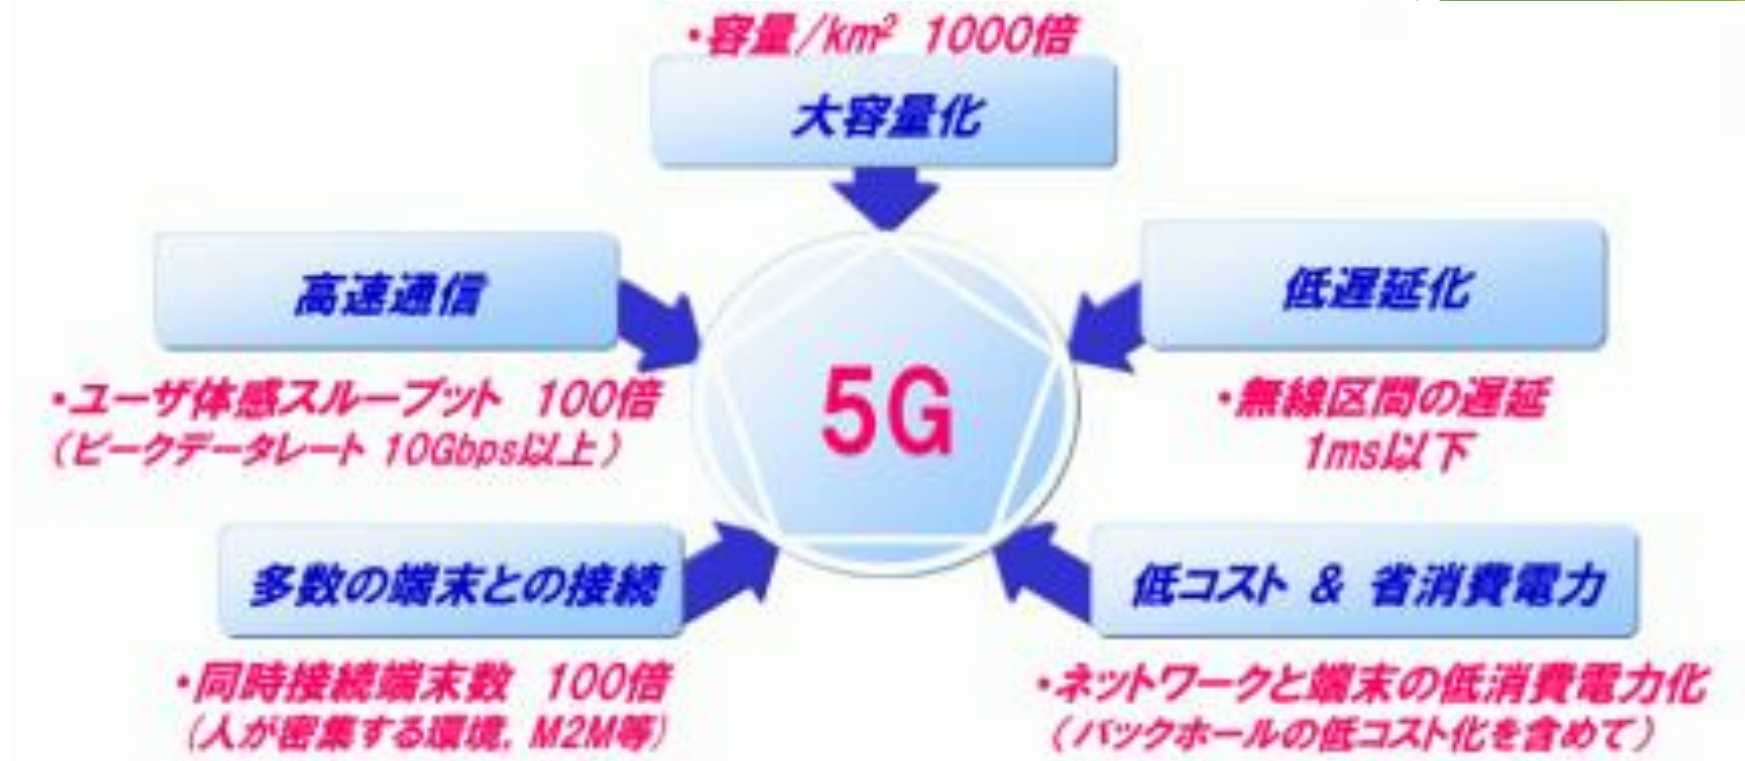 ・容量/km² 1000倍
大容量化
高速通信
・ユーザ体感スループット 100倍
(ピークデータレート 10Gbps以上)
低遅延化
・無線区間の遅延
1ms以下
5G
多数の端末との接続
・同時接続端末数 100倍
(人が密集する環境, M2M等)
低コスト & 省消費電力
・ネットワークと端末の低消費電力化
(バックホールの低コスト化を含めて)